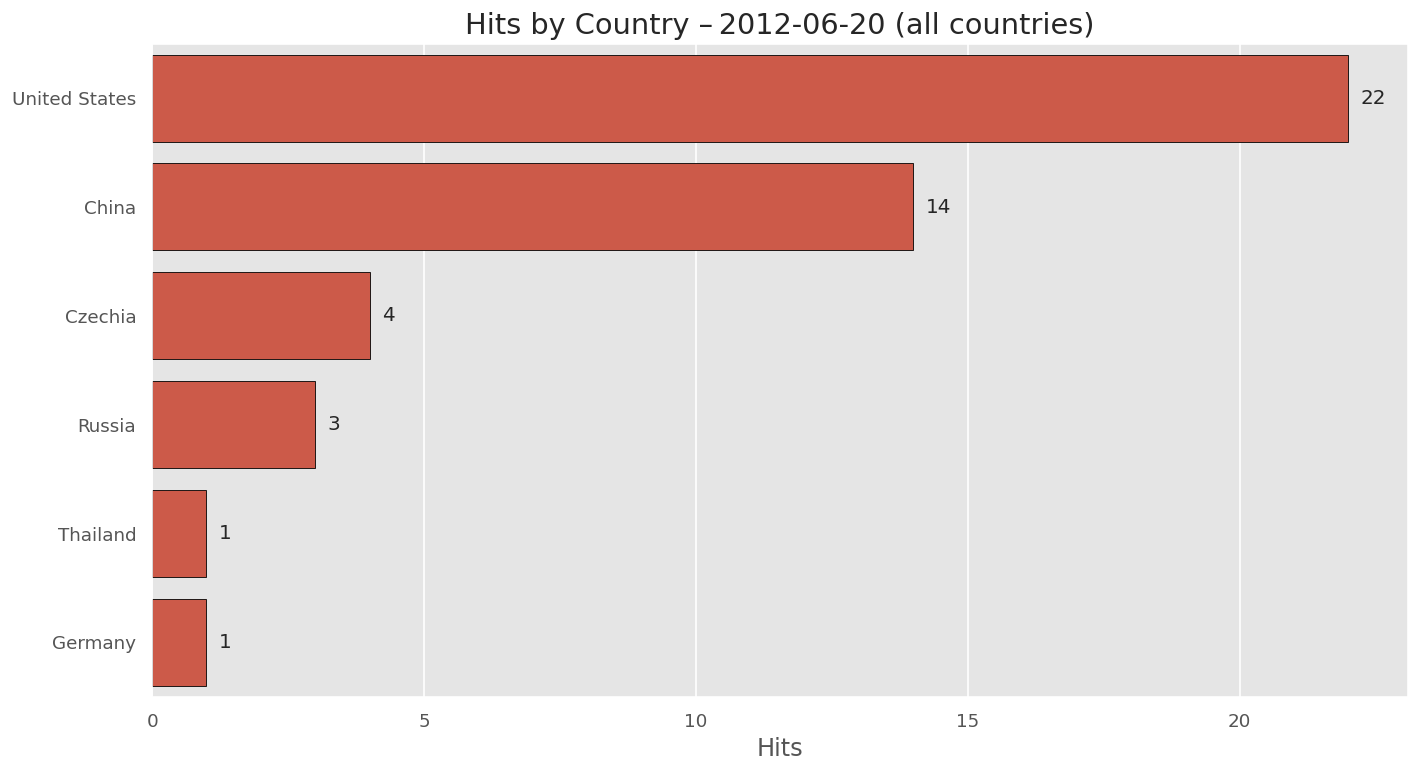 Hits by Country – 2012-06-20 (all countries)
United States
22
China
14
Czechia
4
Russia
3
Thailand
1
Germany
1
0 5 10 15 20
Hits